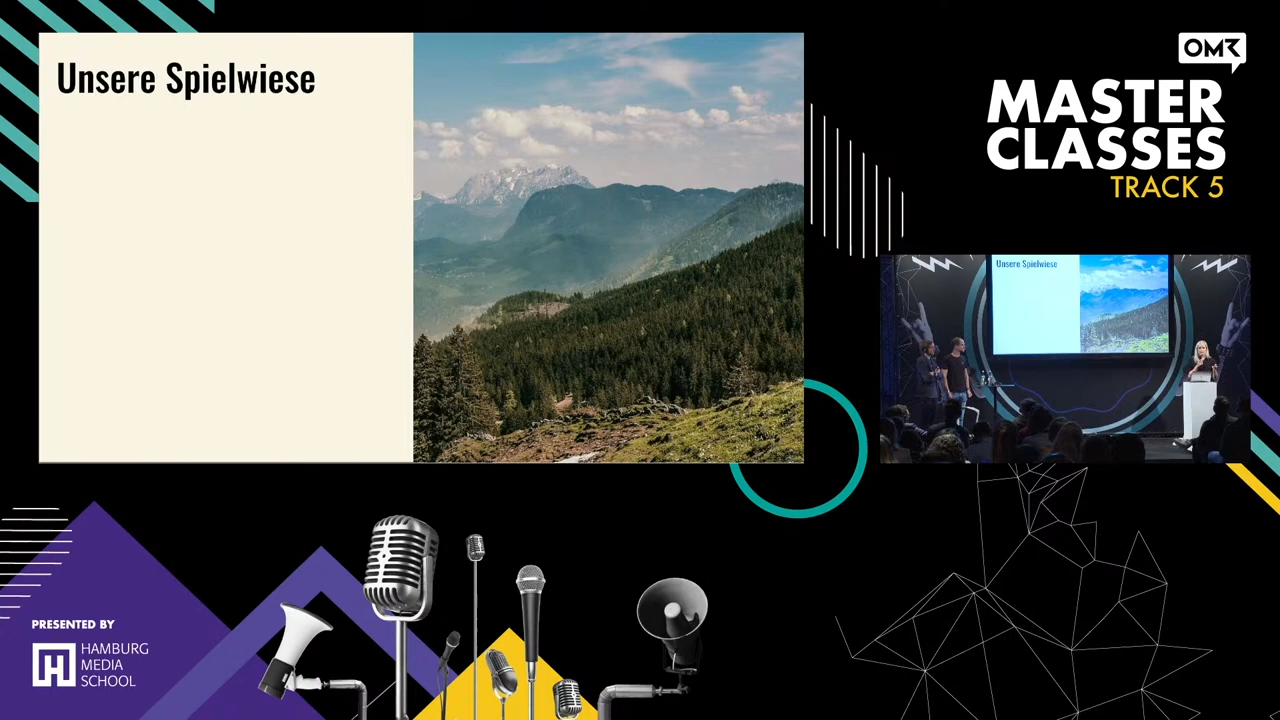 Unsere Spielwiese
OMR
MASTER
CLASSES
TRACK 5
Unsere Spielwiese
PRESENTED BY
HAMBURG
MEDIA
SCHOOL